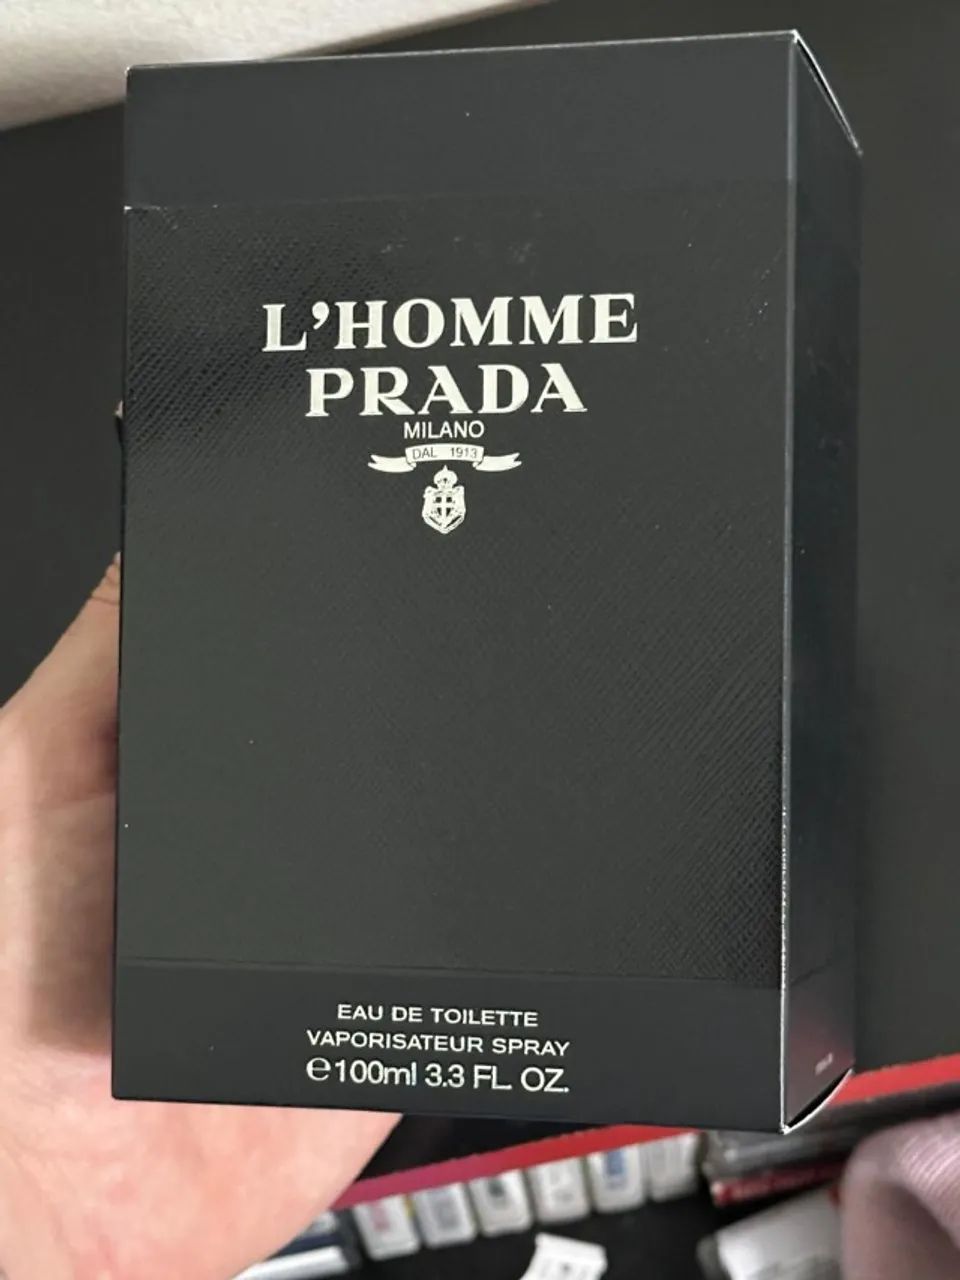 L'HOMME
PRADA
MILANO
DAL 1913
EAU DE TOILETTE
VAPORISATEUR SPRAY
℮100ml 3.3 FL. OZ.